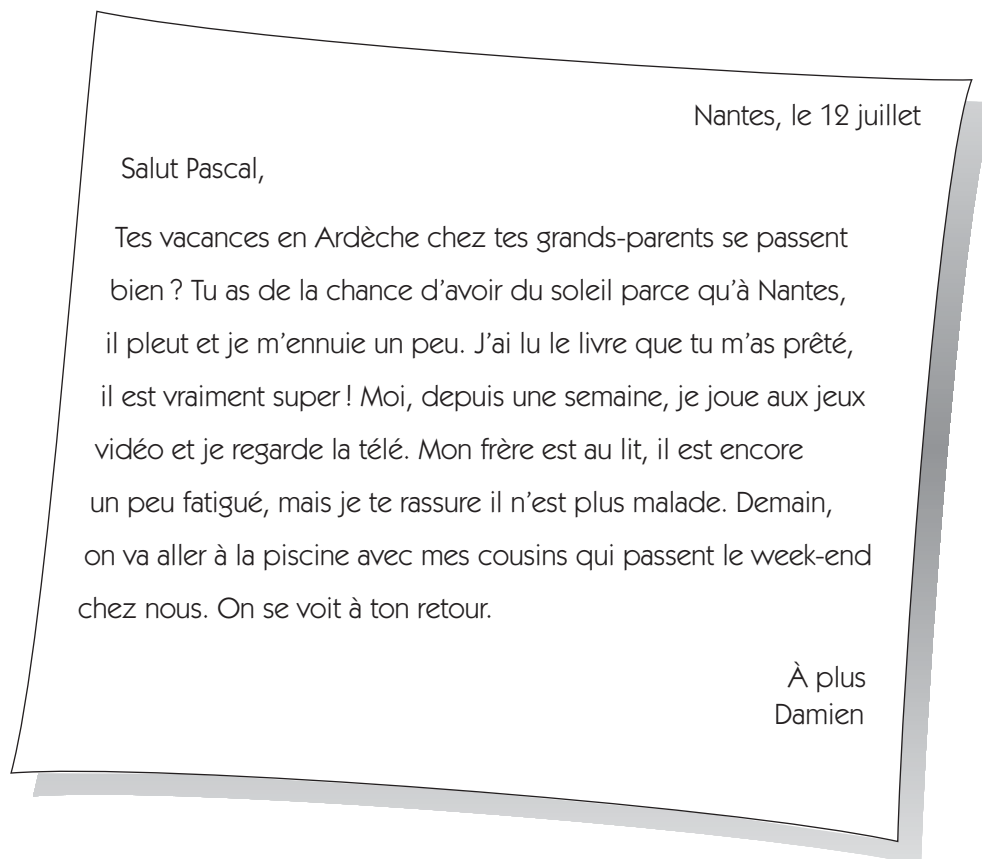 Nantes, le 12 juillet
Salut Pascal,
Tes vacances en Ardèche chez tes grands-parents se passent
bien ? Tu as de la chance d’avoir du soleil parce qu’à Nantes,
il pleut et je m’ennuie un peu. J’ai lu le livre que tu m’as prêté,
il est vraiment super ! Moi, depuis une semaine, je joue aux jeux
vidéo et je regarde la télé. Mon frère est au lit, il est encore
un peu fatigué, mais je te rassure il n’est plus malade. Demain,
on va aller à la piscine avec mes cousins qui passent le week-end
chez nous. On se voit à ton retour.
À plus
Damien